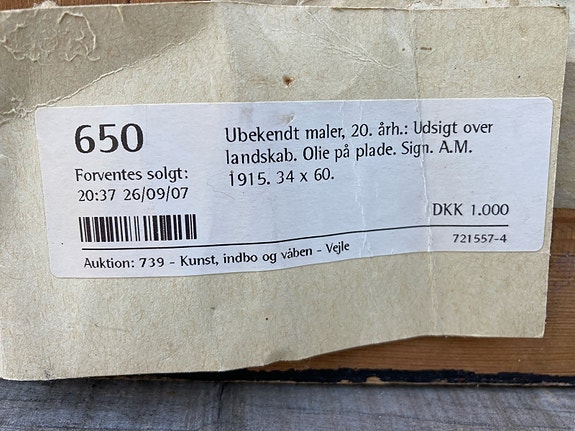 650
Forventes solgt:
20:37 26/09/07
Ubekendt maler, 20. årh.: Udsigt over
landskab. Olie på plade. Sign. A.M.
1915. 34 x 60.
DKK 1.000
721557-4
Auktion: 739 - Kunst, indbo og våben - Vejle